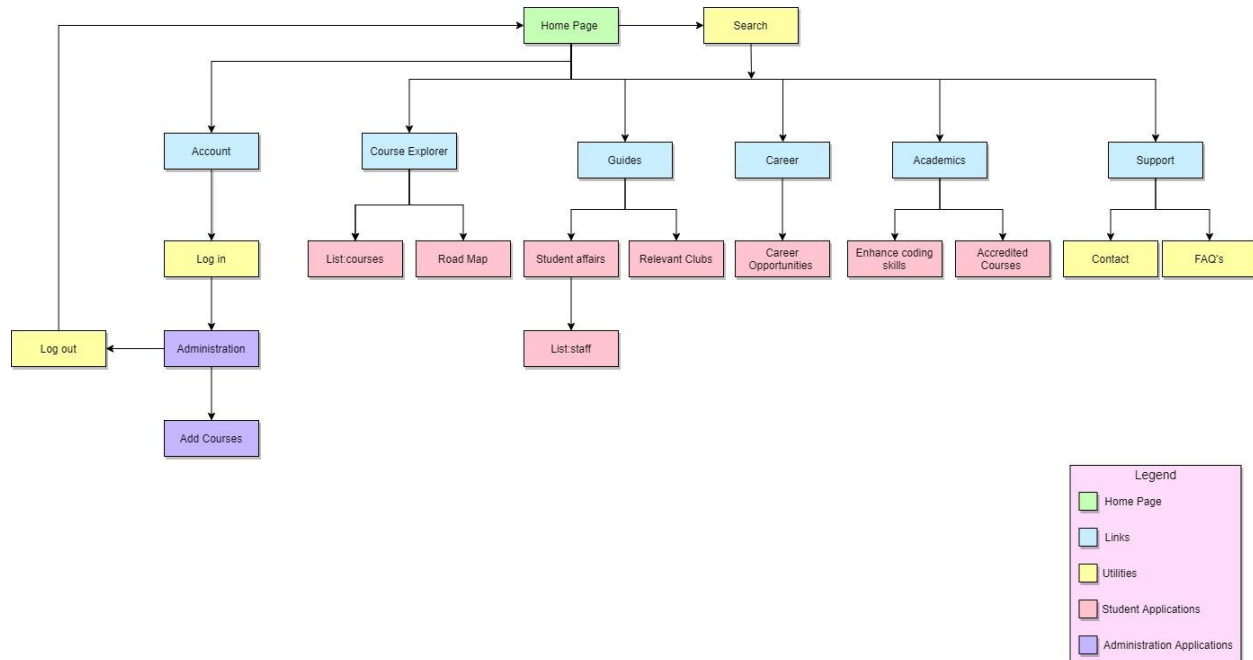 Home Page
Search
Account
Course Explorer
Guides
Career
Academics
Support
Log in
List:courses
Road Map
Student affairs
Relevant Clubs
Career
Opportunities
Enhance coding
skills
Accredited
Courses
Contact
FAQ's
Log out
Administration
List:staff
Add Courses
Legend
Home Page
Links
Utilities
Student Applications
Administration Applications